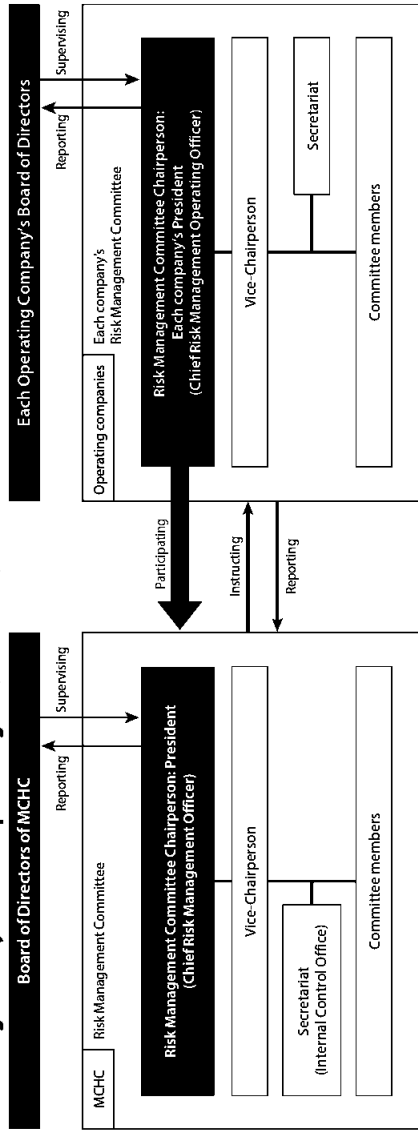 Board of Directors of MCHC
Reporting
Supervising
MCHC
Risk Management Committee
Risk Management Committee Chairperson: President
(Chief Risk Management Officer)
Vice-Chairperson
Secretariat
(Internal Control Office)
Committee members
Participating
Instructing
Reporting
Each Operating Company's Board of Directors
Reporting
Supervising
Operating companies
Each company's
Risk Management Committee
Risk Management Committee Chairperson:
Each company's President
(Chief Risk Management Operating Officer)
Vice-Chairperson
Secretariat
Committee members